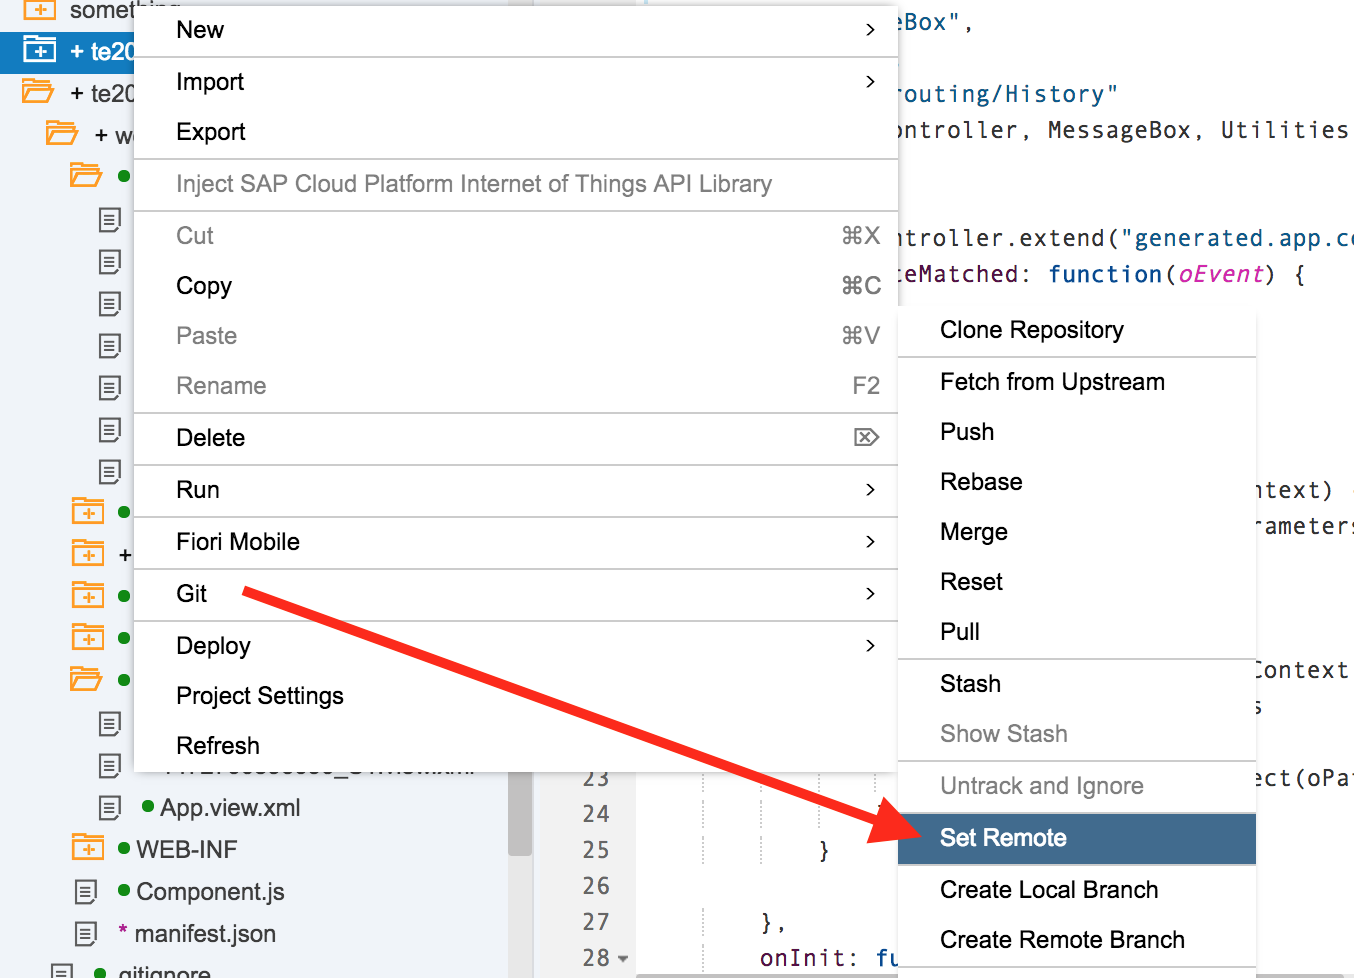 something
+ te20
+ te20
+ we
+
App.view.xml
WEB-INF
Component.js
* manifest.json
gitignore
New
Import
Export
Inject SAP Cloud Platform Internet of Things API Library
Cut ⌘X
Copy ⌘C
Paste ⌘V
Rename F2
Delete
Run
Fiori Mobile
Git
Deploy
Project Settings
Refresh
Clone Repository
Fetch from Upstream
Push
Rebase
Merge
Reset
Pull
Stash
Show Stash
Untrack and Ignore
Set Remote
Create Local Branch
Create Remote Branch
eBox",
routing/History"
ontroller, MessageBox, Utilities
ntroller.extend("generated.app.co
teMatched: function(oEvent) {
ntext)
rameters
Context
s
ect(oPa
23
24
25 }
26
27 },
28 onInit: fu